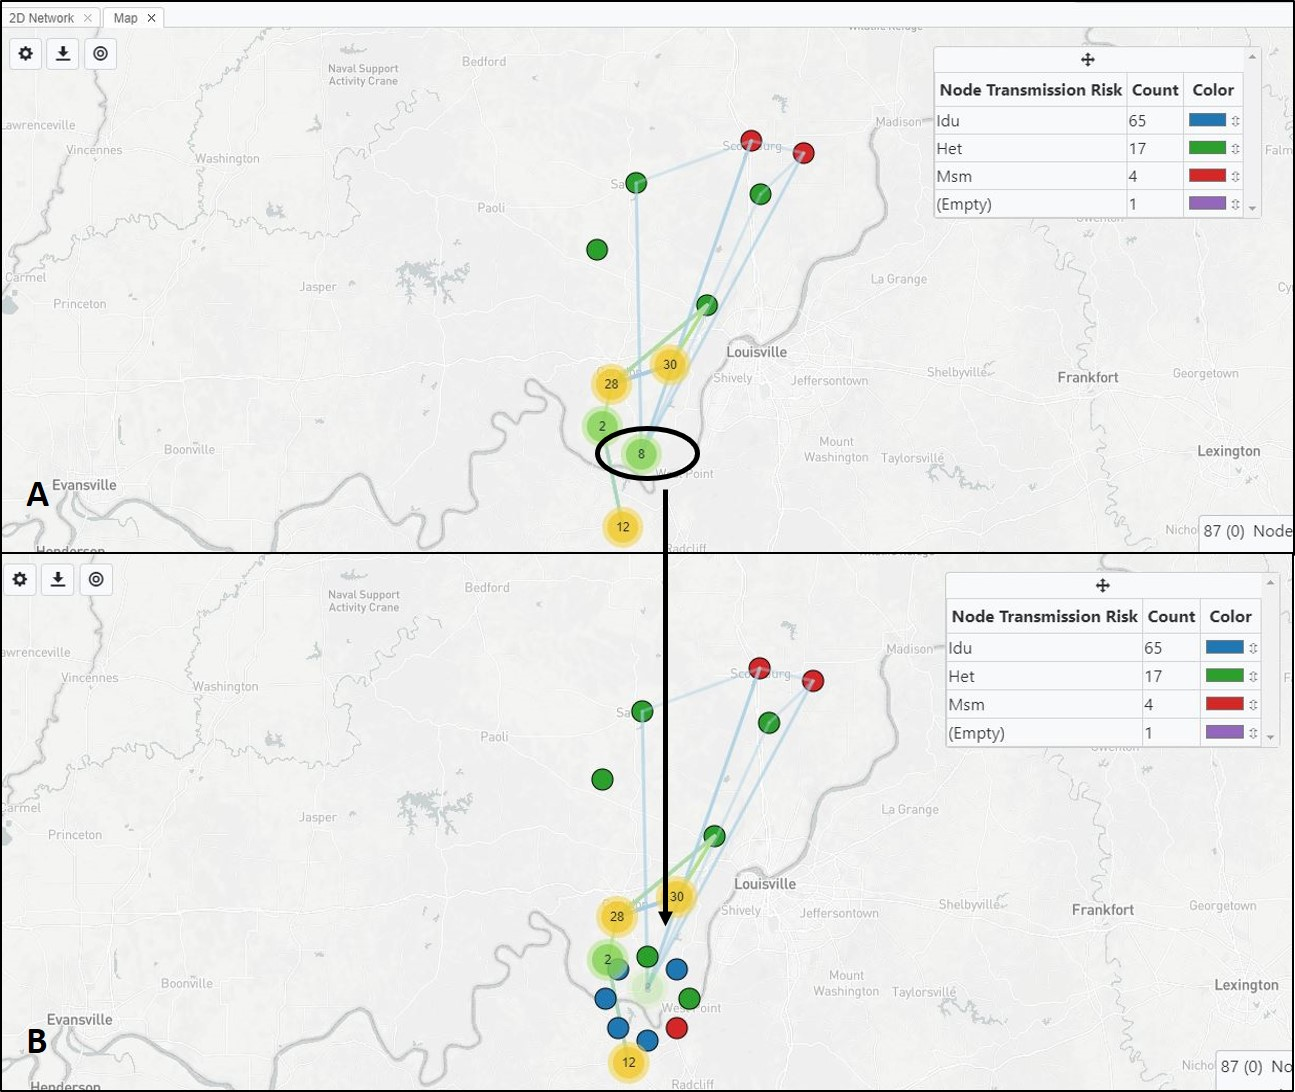 2D Network ×
Map ×
Naval Support
Activity Crane
Bedford
Madison
Lawrenceville
Vincennes
Washington
Paoli
Carmel
Princeton
Jasper
La Grange
Louisville
Shively
Jeffersontown
Shelbyville
Frankfort
Georgetown
Boonville
Mount
Washington
Taylorsville
Lexington
Evansville
Henderson
Radcliff
Node Transmission Risk Count Color
Idu 65
Het 17
Msm 4
(Empty) 1
30
28
2
8
12
A
87 (0) Node
Naval Support
Activity Crane
Bedford
Madison
awrenceville
Vincennes
Washington
Paoli
Carmel
Princeton
Jasper
La Grange
Louisville
Shively
Jeffersontown
Shelbyville
Frankfort
Georgetown
Boonville
Mount
Washington
Taylorsville
Lexington
Evansville
Henderson
Radcliff
Node Transmission Risk Count Color
Idu 65
Het 17
Msm 4
(Empty) 1
30
28
2
12
B
87 (0) No